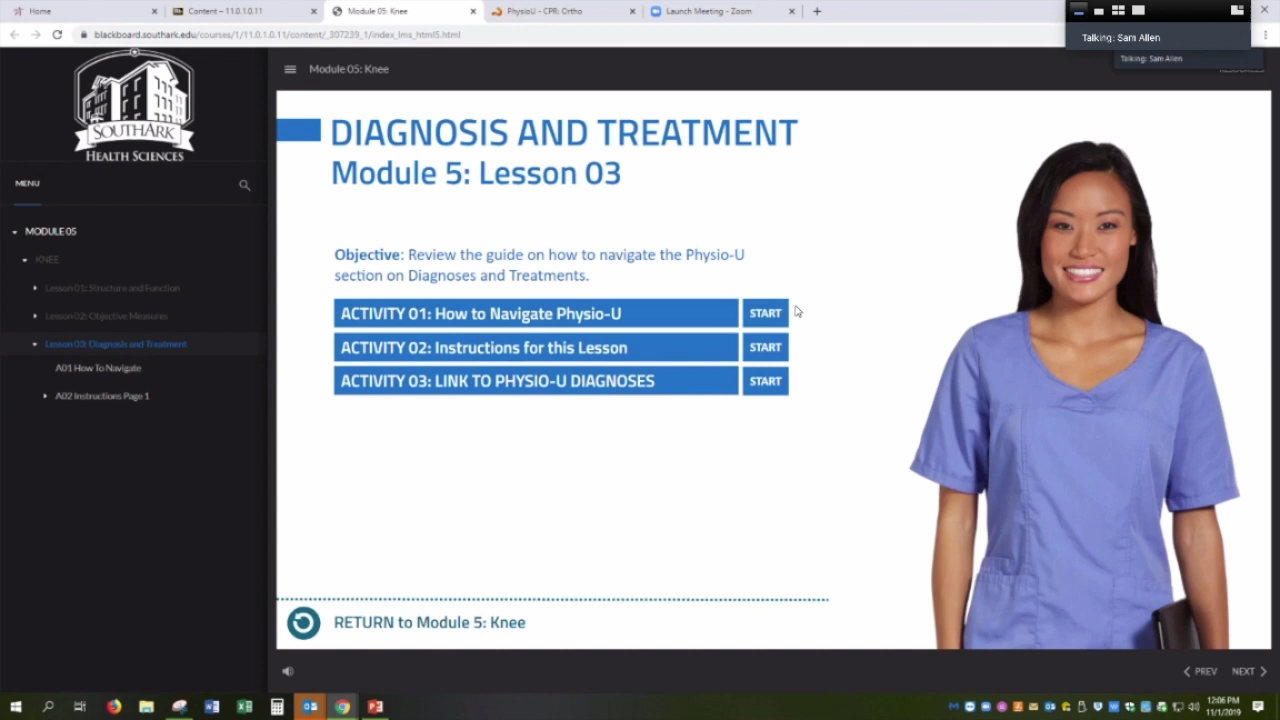 Home
Content – 11.0.1.0.11
Module 05: Knee
PhysioU - CPR: Ortho
Launch Meeting - Zoom
Talking: Sam Allen
Talking: Sam Allen
blackboard.southark.edu/courses/1/11.0.1.0.11/content/_307239_1/index_lms_html5.html
SOUTHARK
HEALTH SCIENCES
MENU
MODULE 05
KNEE
Lesson 01: Structure and Function
Lesson 02: Objective Measures
Lesson 03: Diagnosis and Treatment
A01 How To Navigate
A02 Instructions Page 1
Module 05: Knee
DIAGNOSIS AND TREATMENT
Module 5: Lesson 03
Objective: Review the guide on how to navigate the Physio-U
section on Diagnoses and Treatments.
ACTIVITY 01: How to Navigate Physio-U START
ACTIVITY 02: Instructions for this Lesson START
ACTIVITY 03: LINK TO PHYSIO-U DIAGNOSES START
RETURN to Module 5: Knee
PREV NEXT
12:06 PM
11/1/2019